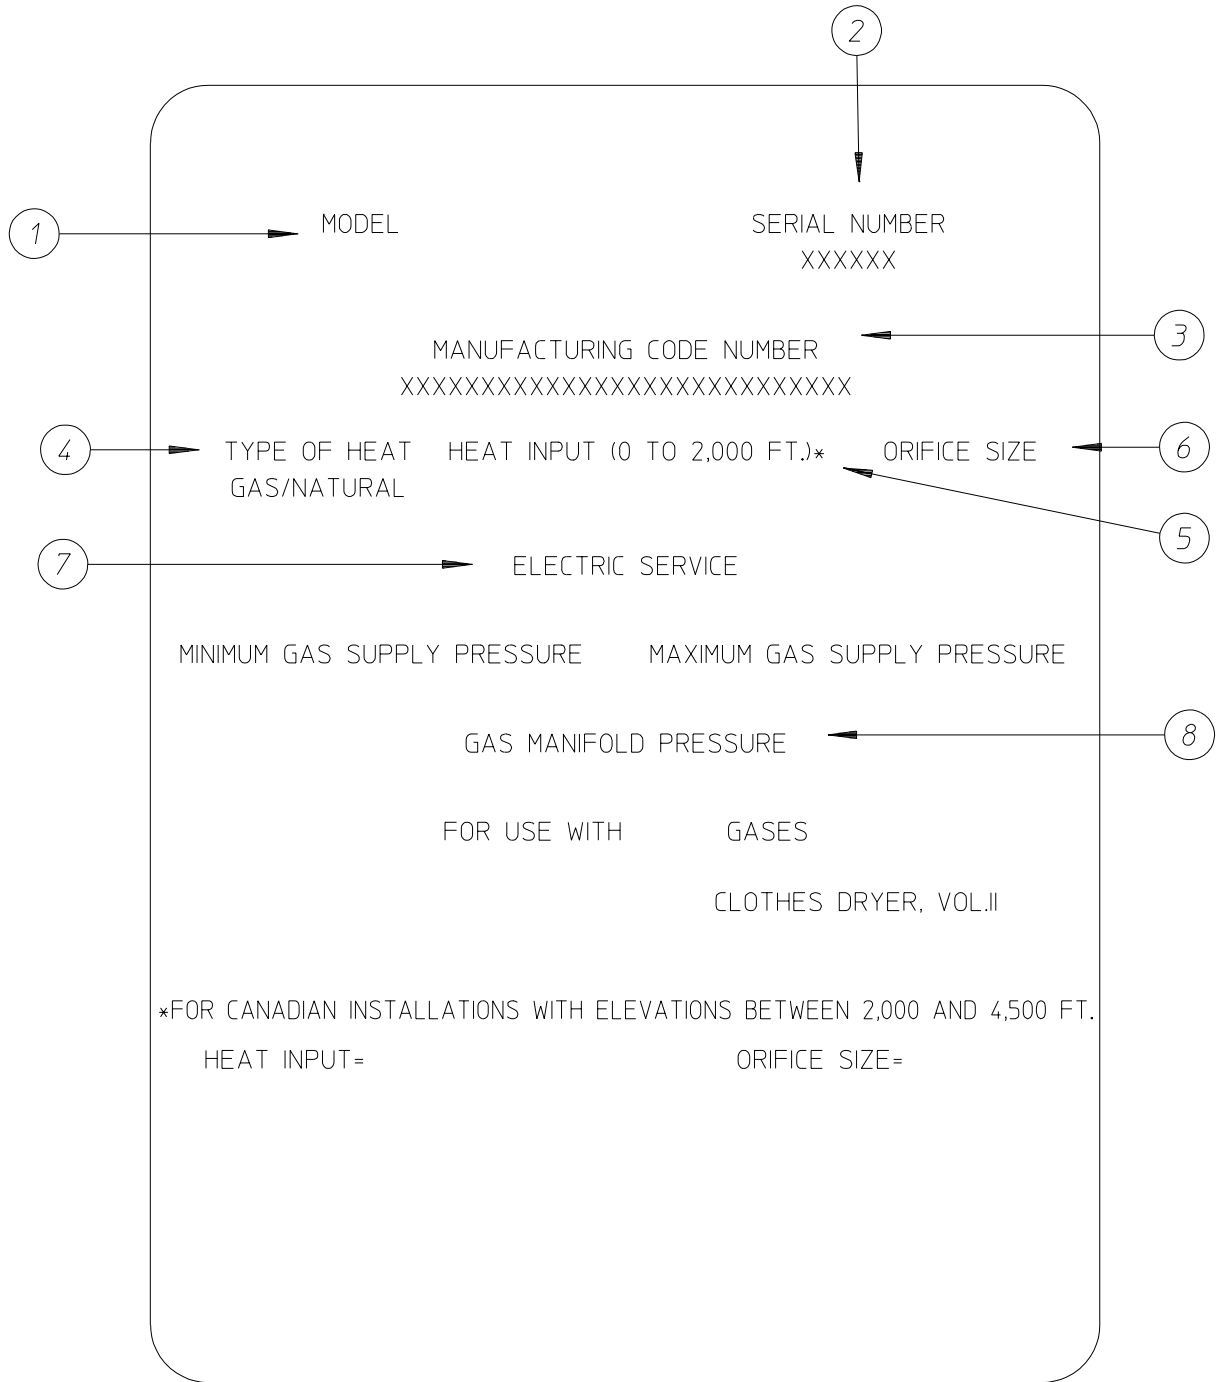 2
1
MODEL
SERIAL NUMBER
XXXXXX
3
MANUFACTURING CODE NUMBER
XXXXXXXXXXXXXXXXXXXXXXXXXXXX
4
TYPE OF HEAT HEAT INPUT (0 TO 2,000 FT.)* ORIFICE SIZE
6
GAS/NATURAL
5
7
ELECTRIC SERVICE
MINIMUM GAS SUPPLY PRESSURE MAXIMUM GAS SUPPLY PRESSURE
GAS MANIFOLD PRESSURE
8
FOR USE WITH GASES
CLOTHES DRYER, VOL.II
*FOR CANADIAN INSTALLATIONS WITH ELEVATIONS BETWEEN 2,000 AND 4,500 FT.
HEAT INPUT= ORIFICE SIZE=